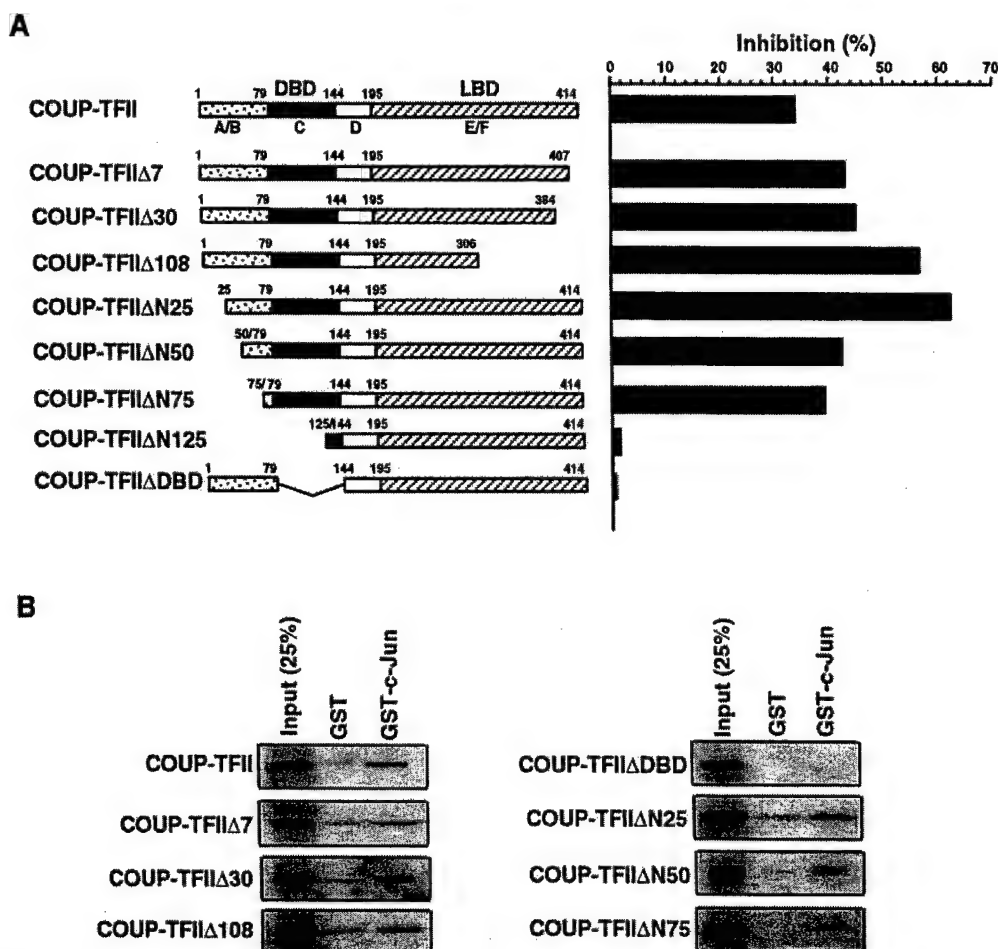 A
Inhibition (%)
0 10 20 30 40 50 60 70
1 79 DBD 144 195 LBD 414
COUP-TFII
A/B C D E/F
1 79 144 195 407
COUP-TFIIΔ7
1 79 144 195 384
COUP-TFIIΔ30
1 79 144 195 306
COUP-TFIIΔ108
25 79 144 195 414
COUP-TFIIΔN25
50/79 144 195 414
COUP-TFIIΔN50
75/79 144 195 414
COUP-TFIIΔN75
125/144 195 414
COUP-TFIIΔN125
1 79 144 195 414
COUP-TFIIΔDBD
B
Input (25%)
GST
GST-c-Jun
COUP-TFII
COUP-TFIIΔ7
COUP-TFIIΔ30
COUP-TFIIΔ108
Input (25%)
GST
GST-c-Jun
COUP-TFIIΔDBD
COUP-TFIIΔN25
COUP-TFIIΔN50
COUP-TFIIΔN75